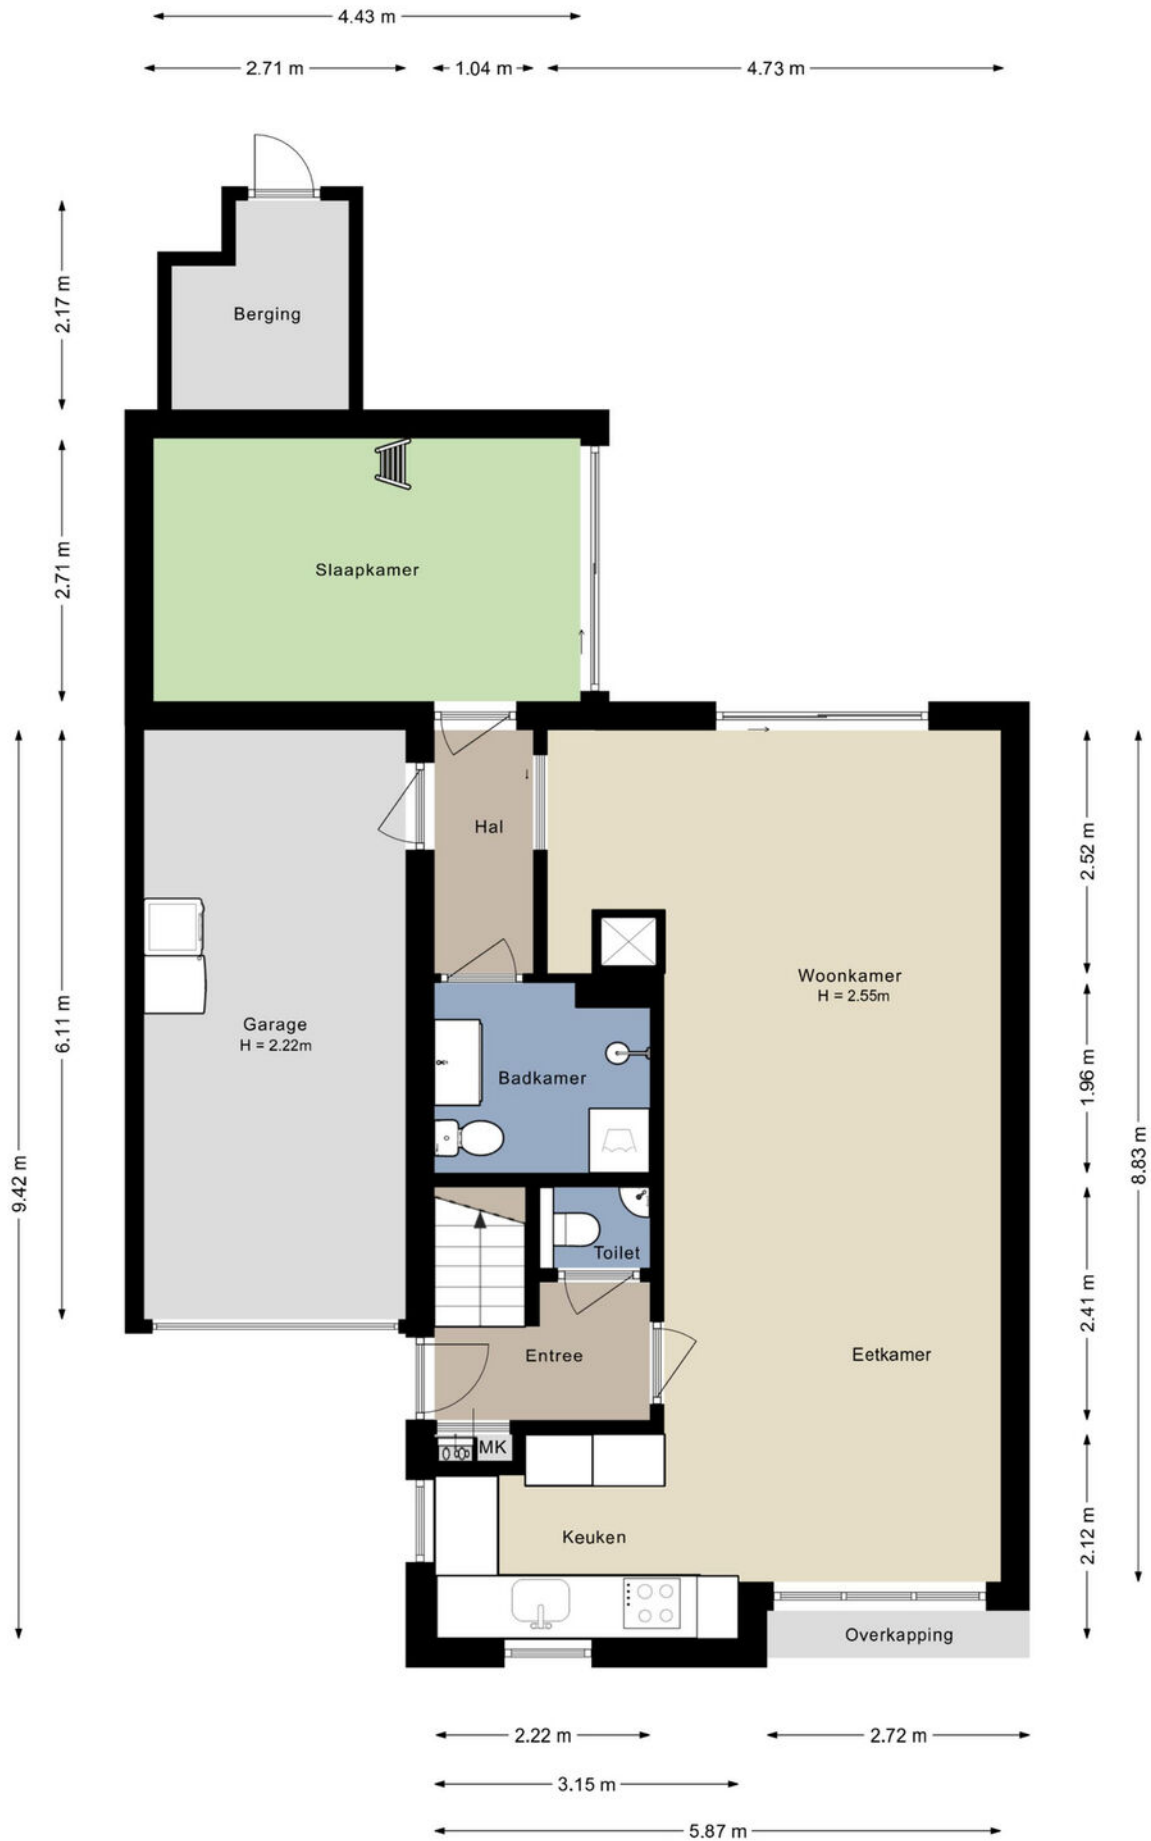 4.43 m
2.71 m
1.04 m
4.73 m
2.17 m
Berging
2.71 m
Slaapkamer
Hal
2.52 m
Woonkamer
H = 2.55m
Garage
H = 2.22m
6.11 m
Badkamer
1.96 m
8.83 m
9.42 m
Toilet
2.41 m
Entree
Eetkamer
MK
Keuken
2.12 m
Overkapping
2.22 m
2.72 m
3.15 m
5.87 m